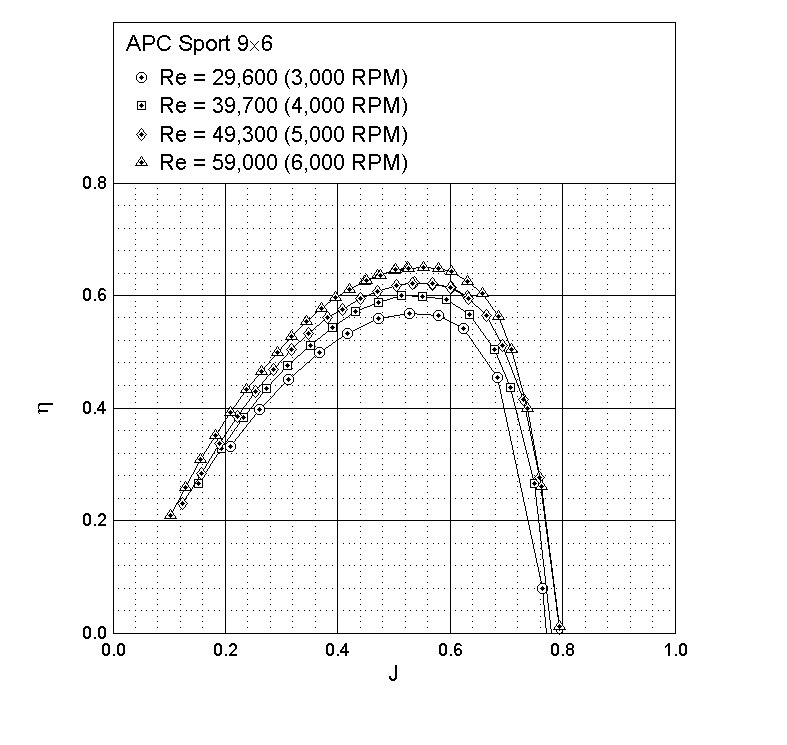 APC Sport 9×6
Re = 29,600 (3,000 RPM)
Re = 39,700 (4,000 RPM)
Re = 49,300 (5,000 RPM)
Re = 59,000 (6,000 RPM)
0.8
0.6
η
0.4
0.2
0.0
0.0 0.2 0.4 0.6 0.8 1.0
J